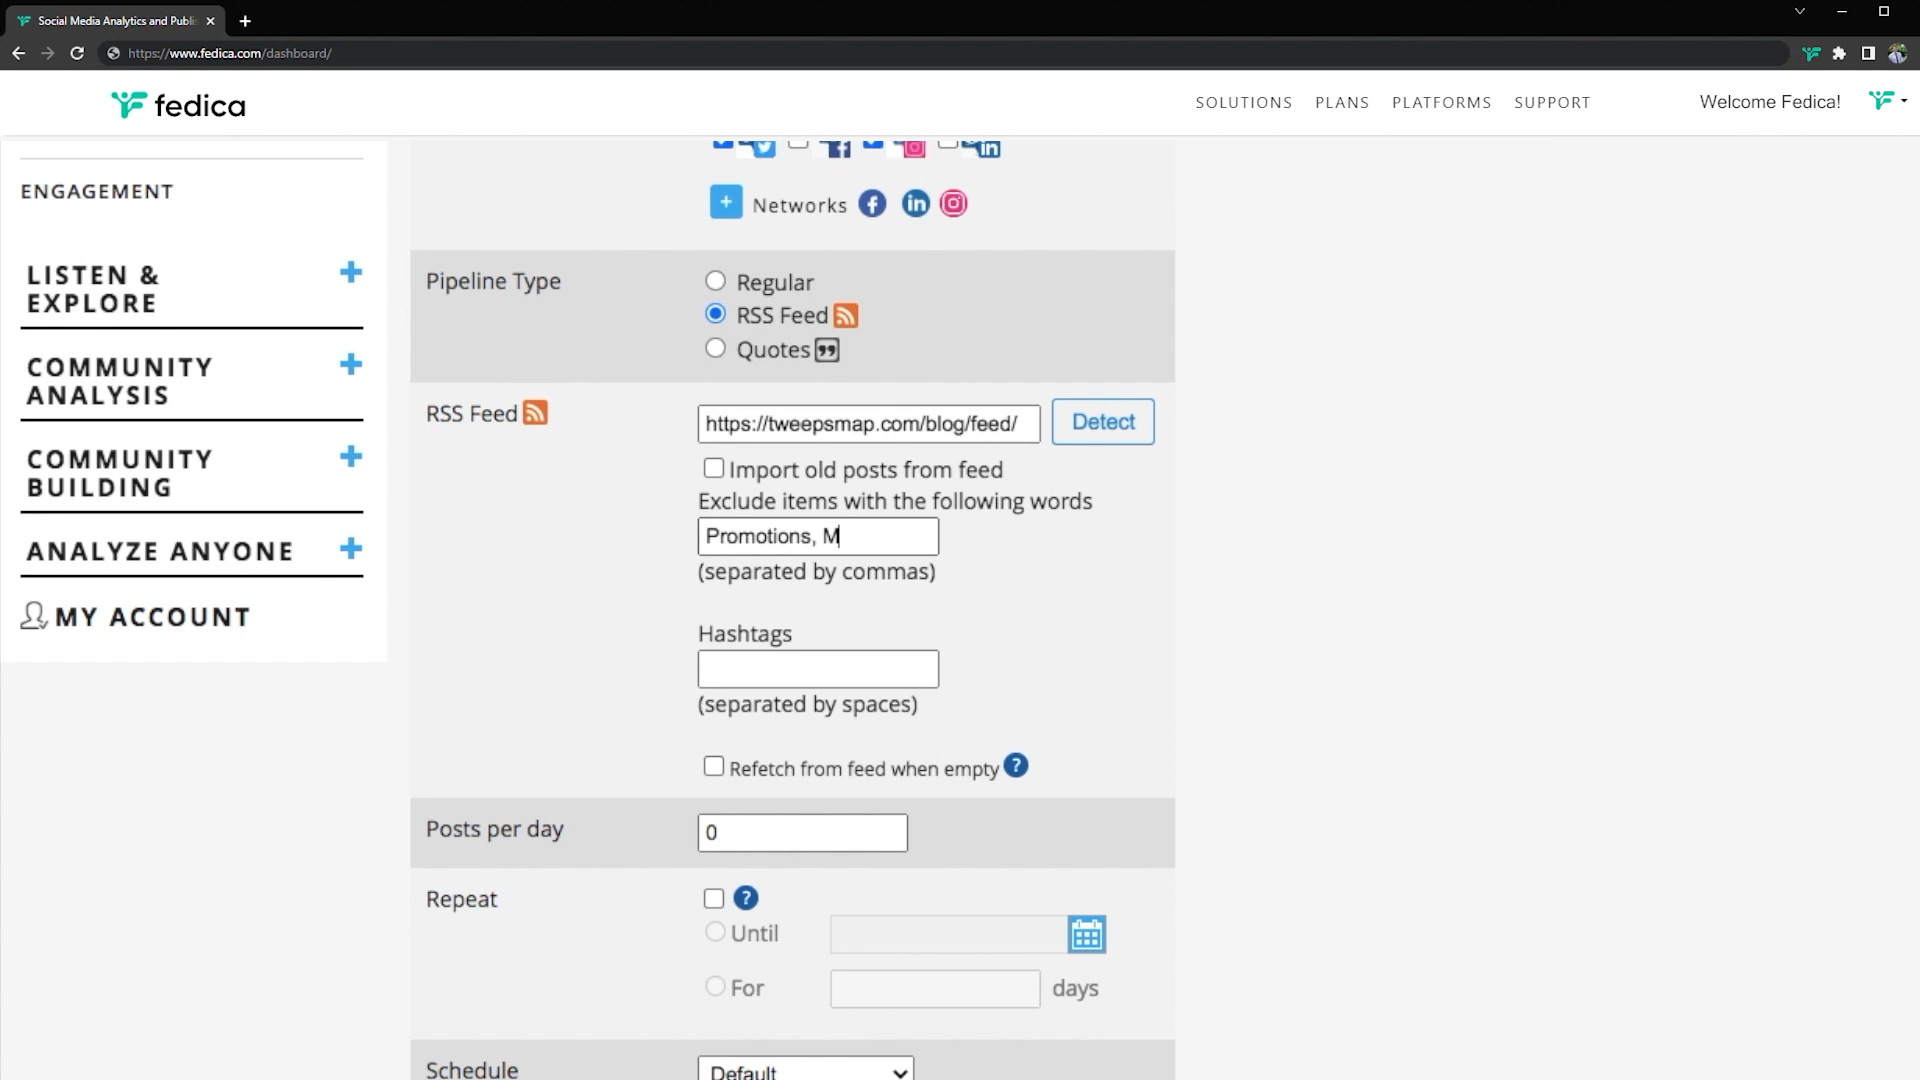 Social Media Analytics and Publi
https://www.fedica.com/dashboard/
fedica
SOLUTIONS PLANS PLATFORMS SUPPORT
Welcome Fedica!
ENGAGEMENT
LISTEN &
EXPLORE
COMMUNITY
ANALYSIS
COMMUNITY
BUILDING
ANALYZE ANYONE
MY ACCOUNT
+ Networks
Pipeline Type
Regular
RSS Feed
Quotes
RSS Feed
https://tweepsmap.com/blog/feed/
Detect
Import old posts from feed
Exclude items with the following words
Promotions, M
(separated by commas)
Hashtags
(separated by spaces)
Refetch from feed when empty ?
Posts per day
0
Repeat
?
Until
For
days
Schedule
Default